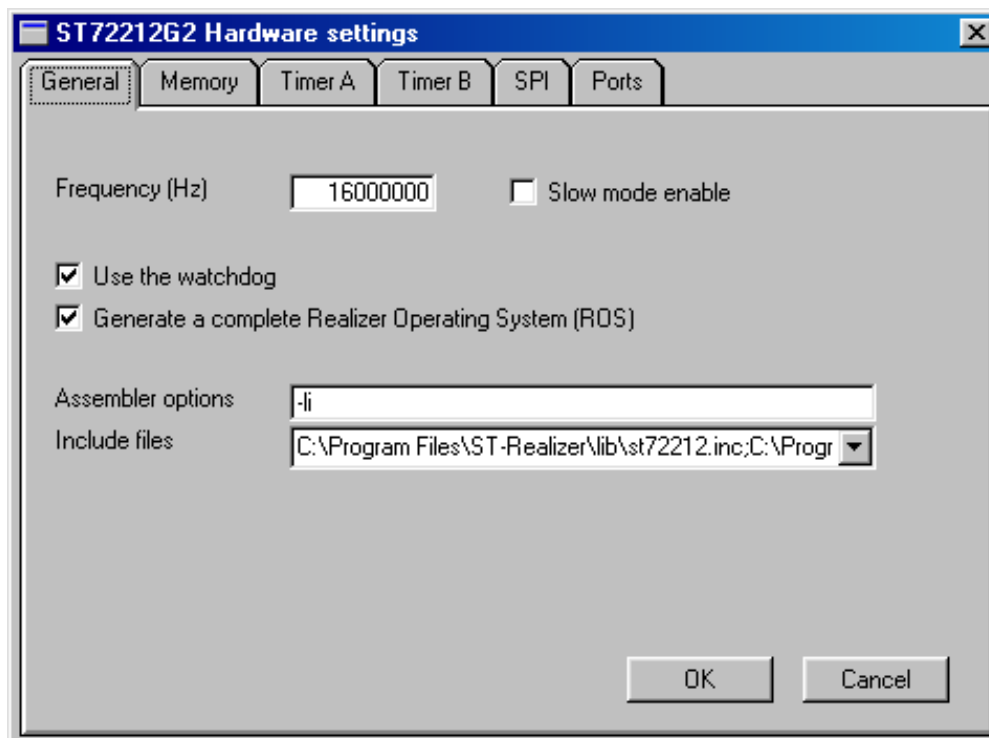 ST72212G2 Hardware settings
General Memory Timer A Timer B SPI Ports
Frequency (Hz) 16000000 Slow mode enable
Use the watchdog
Generate a complete Realizer Operating System (ROS)
Assembler options -li
Include files C:\Program Files\ST-Realizer\lib\st72212.inc;C:\Progr
OK Cancel